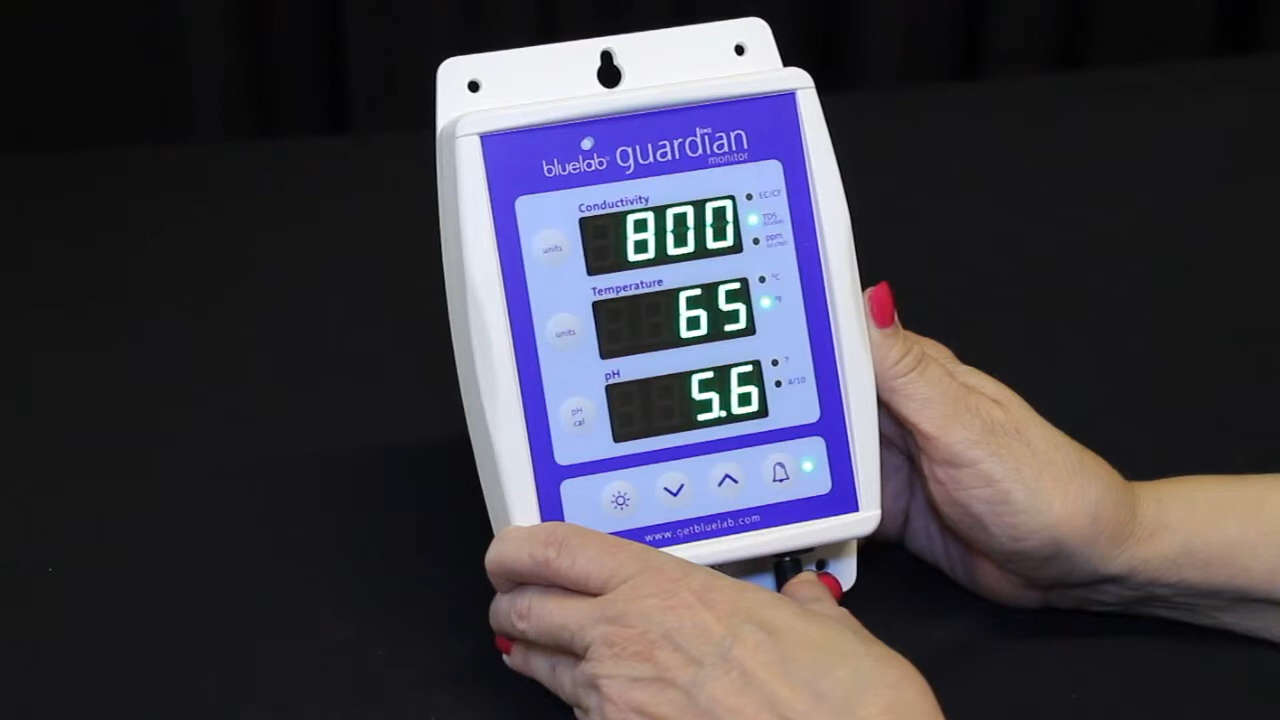 bluelab guardian
monitor
Conductivity
units
800
EC/CF
TDS
ppm
Temperature
units
65
°C
°F
pH
pH
cal
5.6
7
4/10
www.getbluelab.com